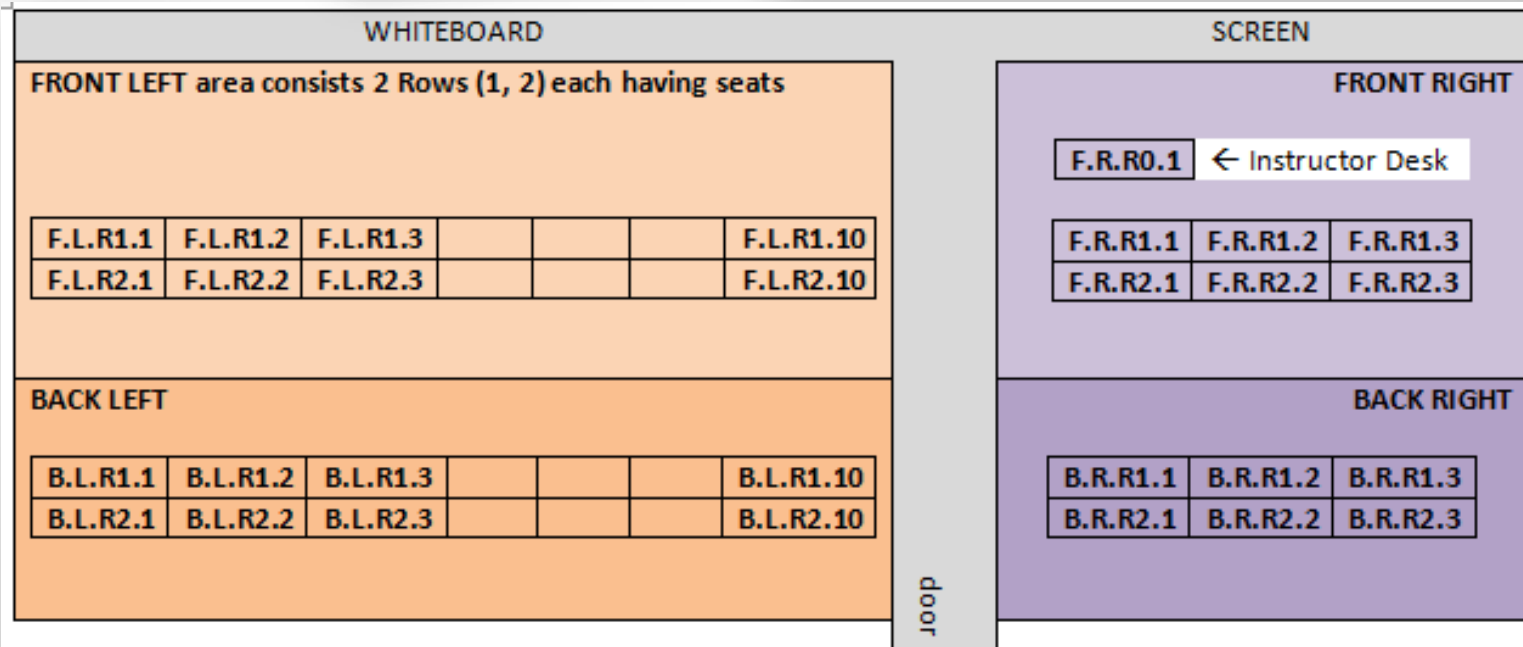 WHITEBOARD SCREEN
FRONT LEFT area consists 2 Rows (1, 2) each having seats
FRONT RIGHT
F.R.R0.1 ← Instructor Desk
F.L.R1.1 F.L.R1.2 F.L.R1.3 F.L.R1.10
F.L.R2.1 F.L.R2.2 F.L.R2.3 F.L.R2.10
F.R.R1.1 F.R.R1.2 F.R.R1.3
F.R.R2.1 F.R.R2.2 F.R.R2.3
BACK LEFT
BACK RIGHT
B.L.R1.1 B.L.R1.2 B.L.R1.3 B.L.R1.10
B.L.R2.1 B.L.R2.2 B.L.R2.3 B.L.R2.10
B.R.R1.1 B.R.R1.2 B.R.R1.3
B.R.R2.1 B.R.R2.2 B.R.R2.3
door